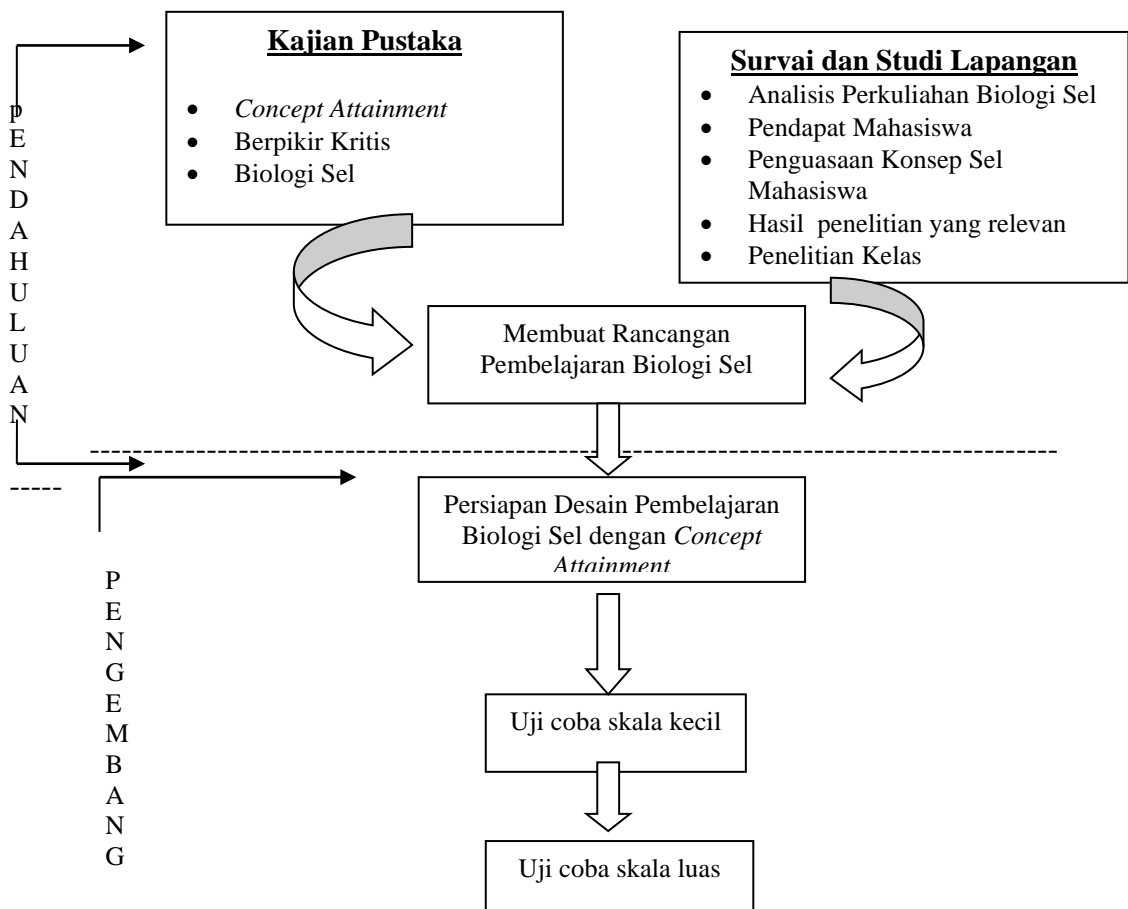 Kajian Pustaka
• Concept Attainment
• Berpikir Kritis
• Biologi Sel
Survai dan Studi Lapangan
• Analisis Perkuliahan Biologi Sel
• Pendapat Mahasiswa
• Penguasaan Konsep Sel
Mahasiswa
• Hasil penelitian yang relevan
• Penelitian Kelas
p
E
N
D
A
H
U
L
U
A
N
Membuat Rancangan
Pembelajaran Biologi Sel
Persiapan Desain Pembelajaran
Biologi Sel dengan Concept
Attainment
P
E
N
G
E
M
B
A
N
G
Uji coba skala kecil
Uji coba skala luas